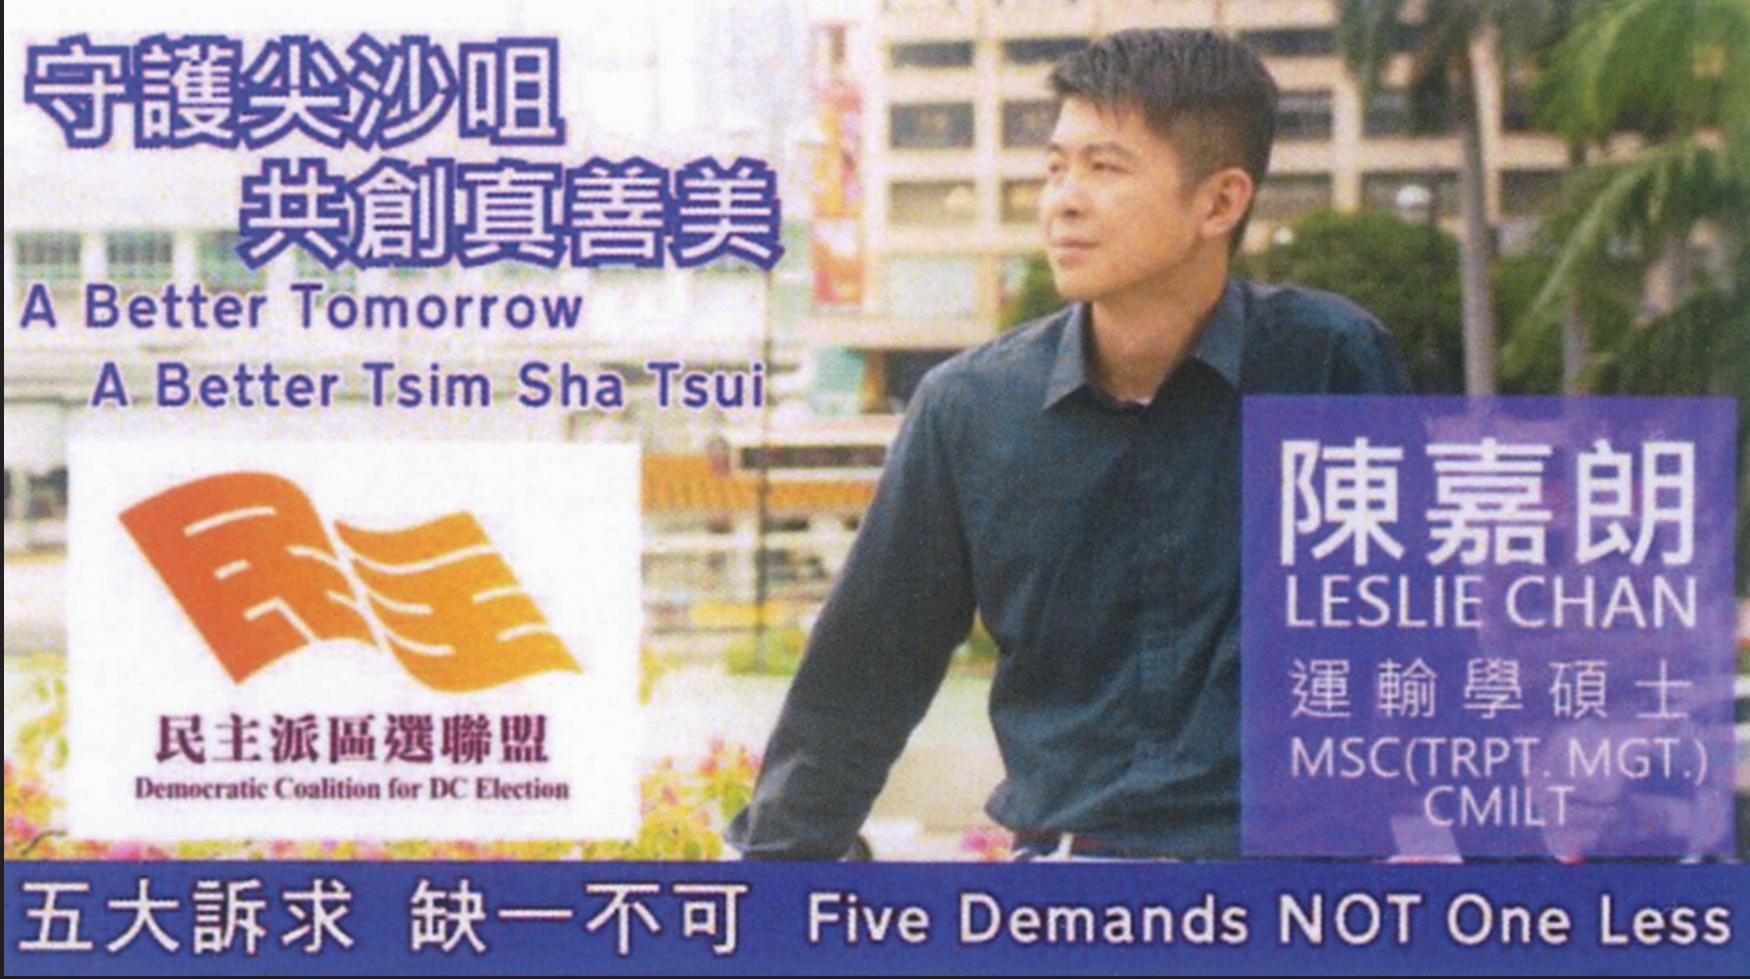 守護尖沙咀
共創真善美
A Better Tomorrow
A Better Tsim Sha Tsui
民主
民主派區選聯盟
Democratic Coalition for DC Election
陳嘉朗
LESLIE CHAN
運輸學碩士
MSC(TRPT. MGT.)
CMILT
五大訴求 缺一不可 Five Demands NOT One Less